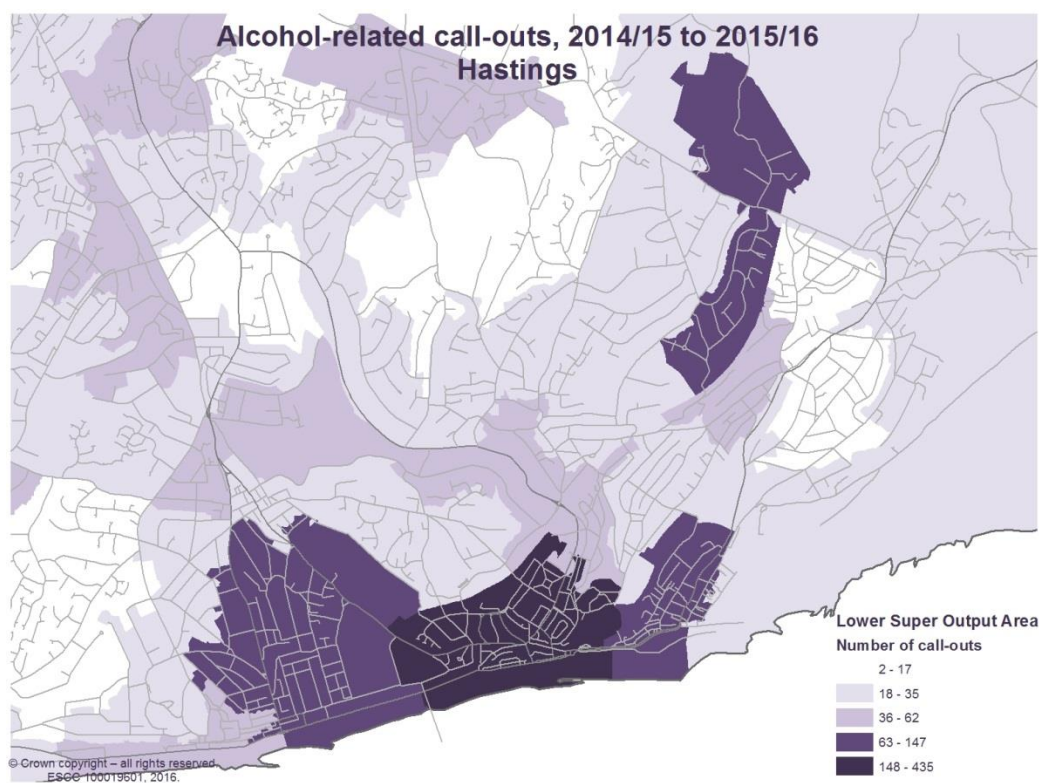 Alcohol-related call-outs, 2014/15 to 2015/16
Hastings
Lower Super Output Area
Number of call-outs
2 - 17
18 - 35
36 - 62
63 - 147
148 - 435
© Crown copyright – all rights reserved
ESCC 100019601, 2016.